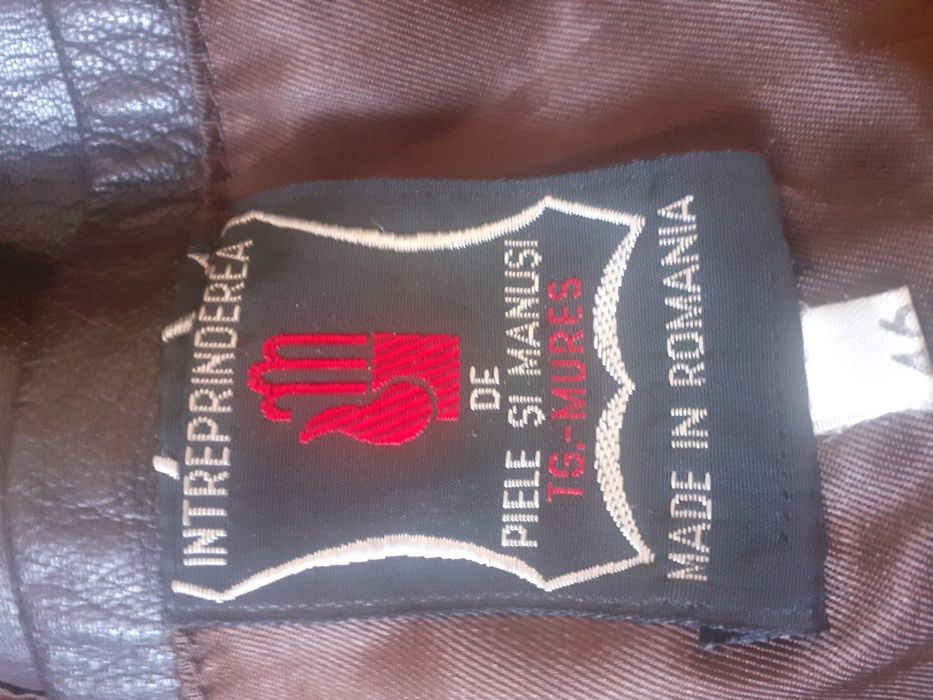 INTREPRINDEREA
DE
PIELE SI MANUSI
TG.-MURES
MADE IN ROMANIA